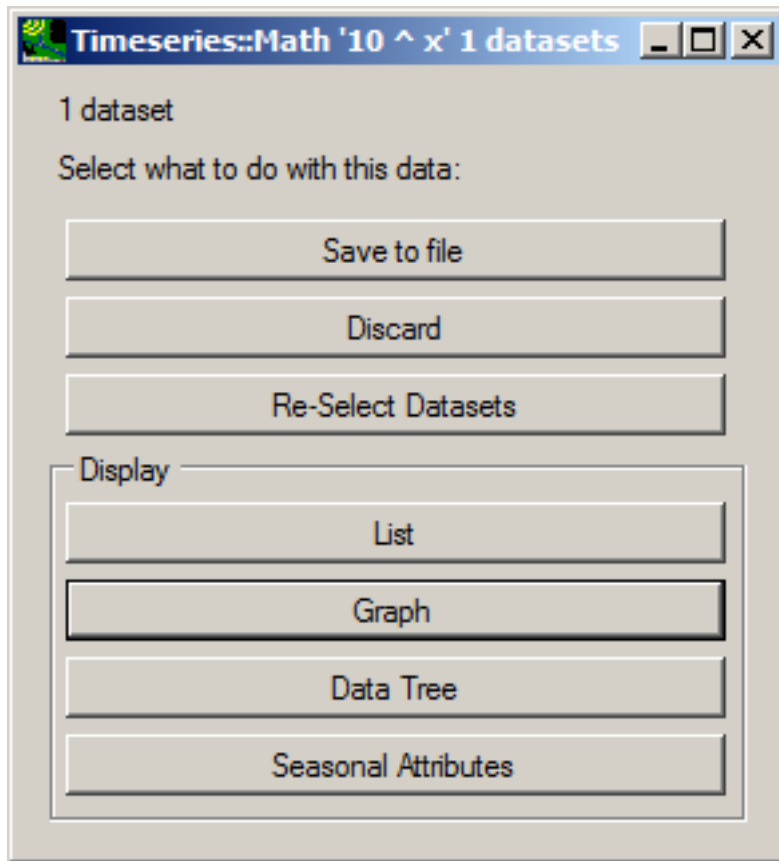 Timeseries::Math '10 ^ x' 1 datasets
1 dataset
Select what to do with this data:
Save to file
Discard
Re-Select Datasets
Display
List
Graph
Data Tree
Seasonal Attributes